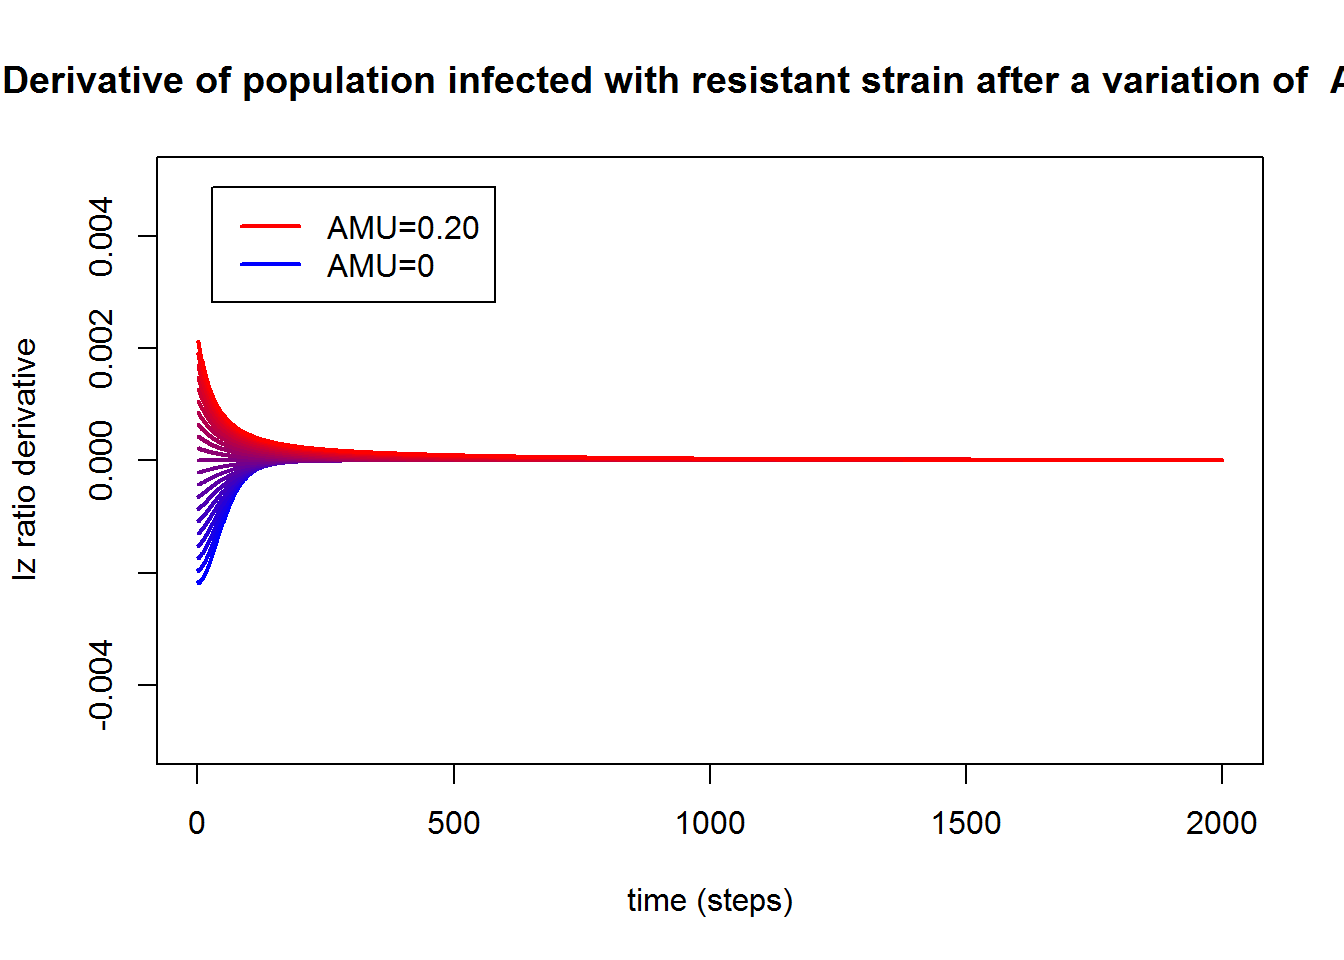 Derivative of population infected with resistant strain after a variation of A
AMU=0.20
AMU=0
Iz ratio derivative
0.004
0.002
0.000
-0.004
0
500
1000
1500
2000
time (steps)